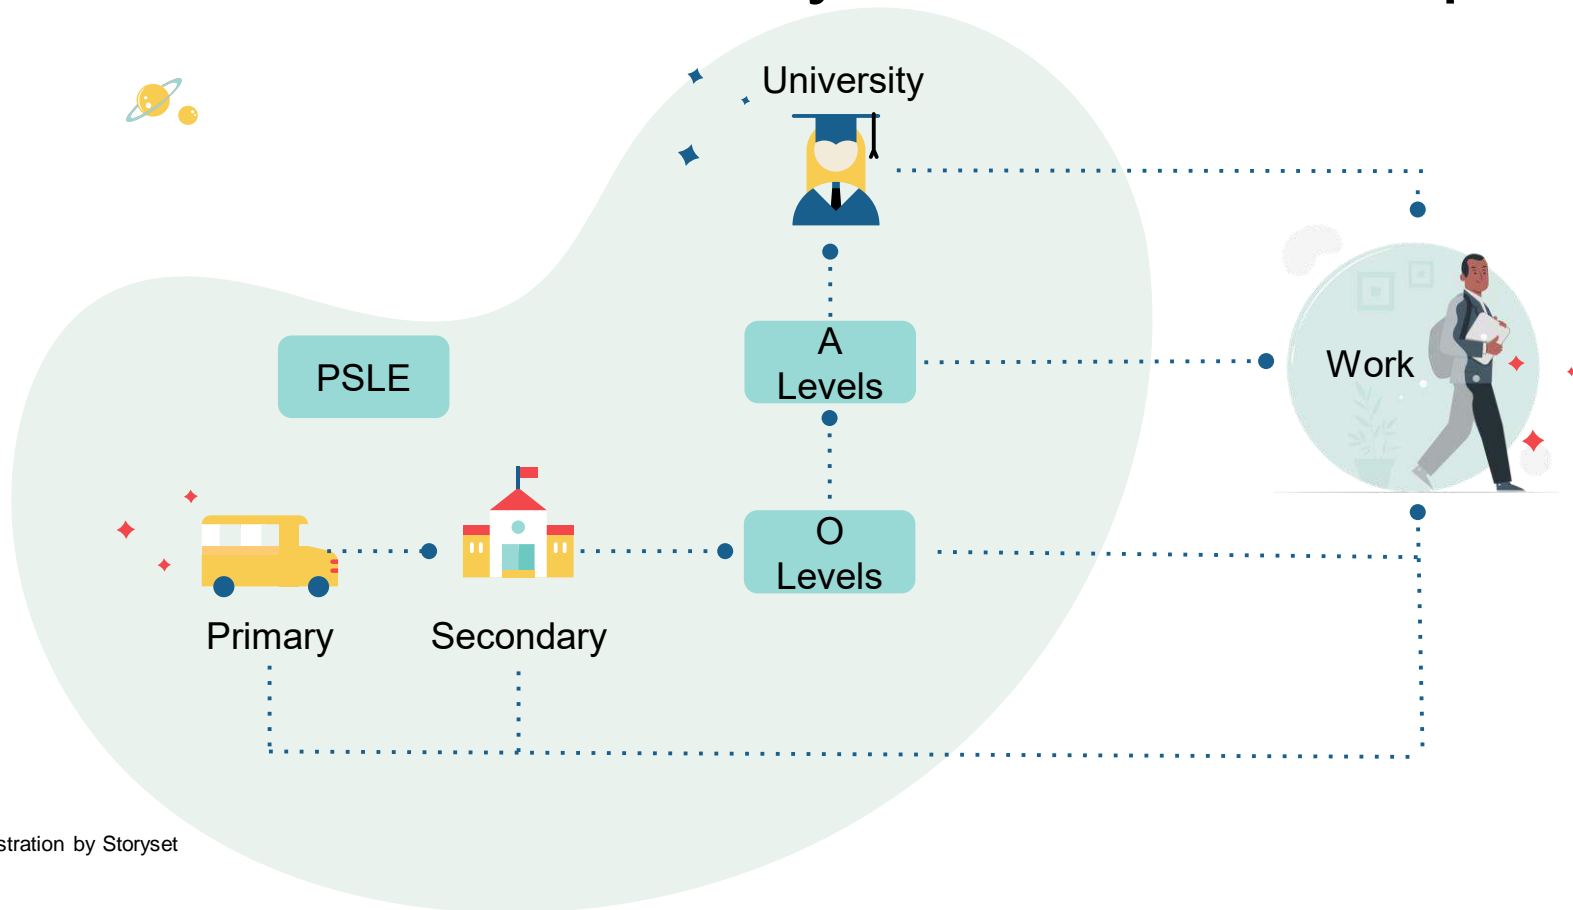 University
A
Levels
PSLE
Work
O
Levels
Primary
Secondary
stration by Storyset